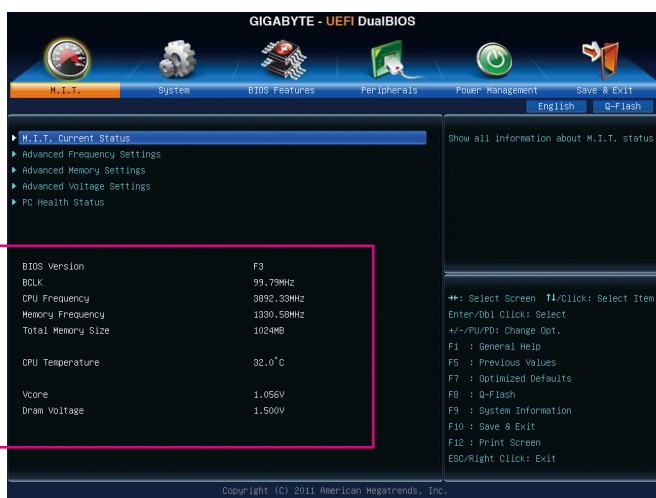 GIGABYTE - UEFI DualBIOS
M.I.T.
System
BIOS Features
Peripherals
Power Management
Save & Exit
English
Q-Flash
M.I.T. Current Status
Advanced Frequency Settings
Advanced Memory Settings
Advanced Voltage Settings
PC Health Status
BIOS Version F3
BCLK 99.79MHz
CPU Frequency 3892.33MHz
Memory Frequency 1330.58MHz
Total Memory Size 1024MB
CPU Temperature 32.0°C
Vcore 1.056V
Dram Voltage 1.500V
Show all information about M.I.T. status
→←: Select Screen ↑↓/Click: Select Item
Enter/Dbl Click: Select
+/-/PU/PD: Change Opt.
F1 : General Help
F5 : Previous Values
F7 : Optimized Defaults
F8 : Q-Flash
F9 : System Information
F10 : Save & Exit
F12 : Print Screen
ESC/Right Click: Exit
Copyright (C) 2011 American Megatrends, Inc.